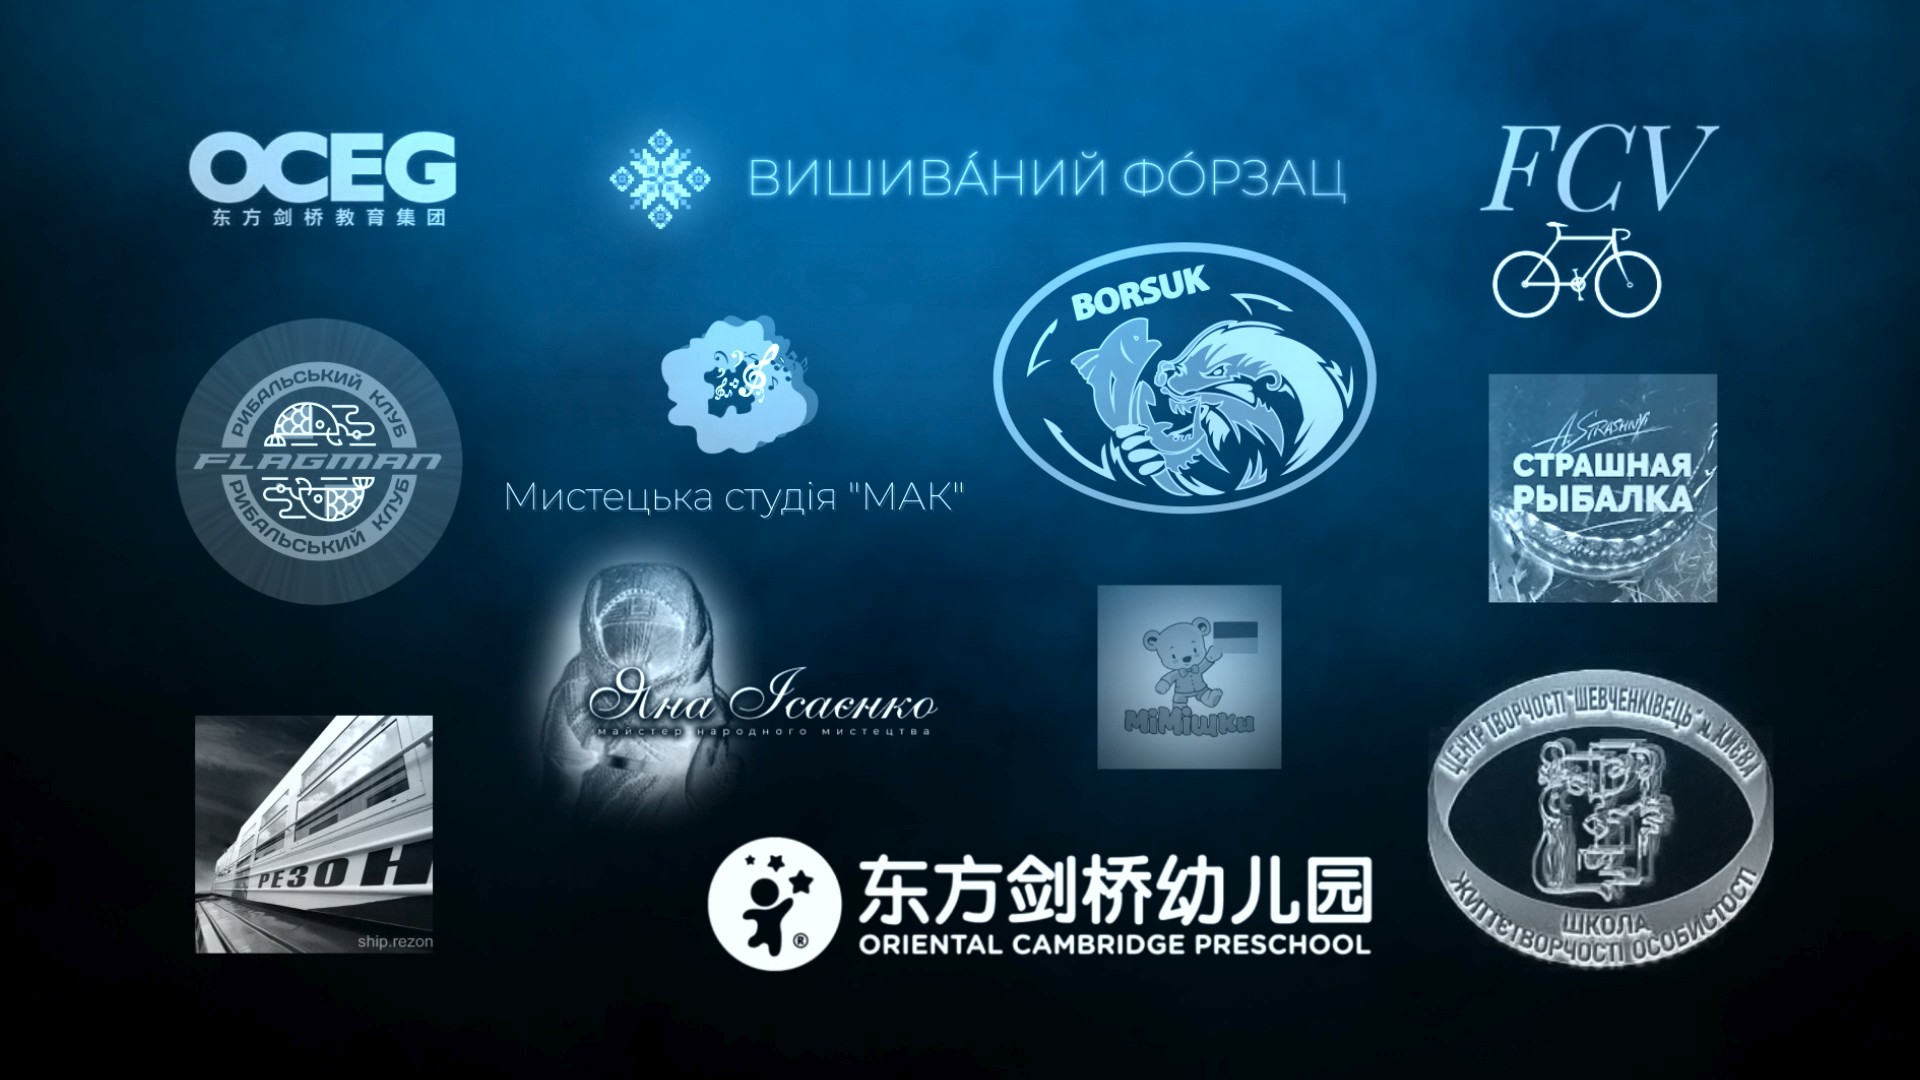 OCEG
东方剑桥教育集团
ВИШИВА́НИЙ ФО́РЗАЦ
FCV
РИБАЛЬСЬКИЙ КЛУБ
FLAGMAN
РИБАЛЬСЬКИЙ КЛУБ
Мистецька студія "МАК"
BORSUK
A.Strashnyi
СТРАШНАЯ
РЫБАЛКА
Яна Ісаєнко
майстер народного мистецтва
МіМішки
РЕЗОН
ship.rezon
东方剑桥幼儿园
®
ORIENTAL CAMBRIDGE PRESCHOOL
ЦЕНТР ТВОРЧОСТІ "ШЕВЧЕНКІВЕЦЬ" м. КИЄВА
ШКОЛА
ЖИТТЄТВОРЧОСТІ ОСОБИСТОСТІ